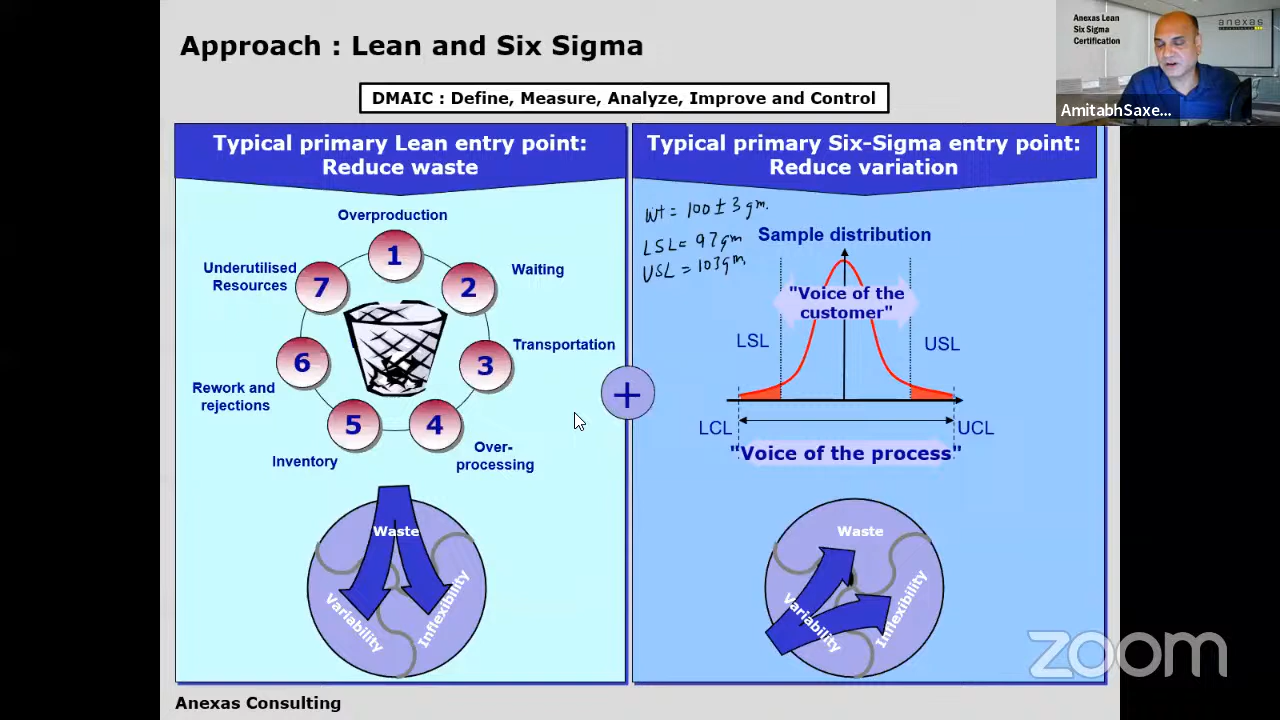 Approach : Lean and Six Sigma
Anexas Lean
Six Sigma
Certification
anexas
AmitabhSaxe...
DMAIC : Define, Measure, Analyze, Improve and Control
Typical primary Lean entry point:
Reduce waste
Overproduction
1
Waiting
2
Transportation
3
Over-
processing
4
Inventory
5
Rework and
rejections
6
Underutilised
Resources
7
Waste
Variability
Inflexibility
+
Typical primary Six-Sigma entry point:
Reduce variation
Wt = 100 ± 3 gm.
LSL = 97 gm
USL = 103 gm
Sample distribution
"Voice of the
customer"
LSL
USL
LCL
UCL
"Voice of the process"
Waste
Variability
Inflexibility
zoom
Anexas Consulting